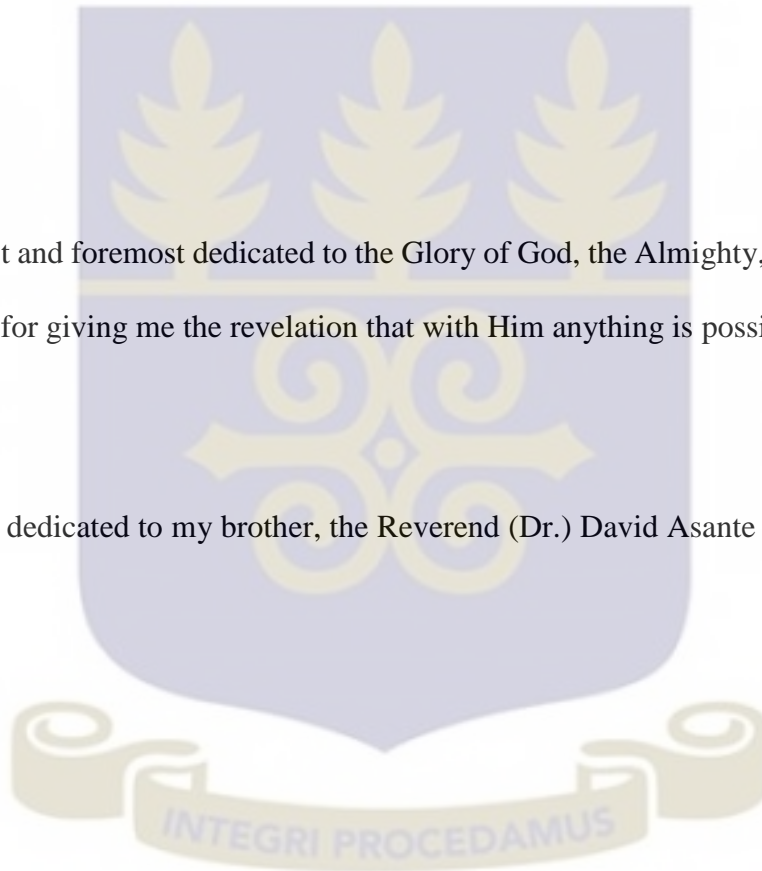 t and foremost dedicated to the Glory of God, the Almighty,
for giving me the revelation that with Him anything is possi
dedicated to my brother, the Reverend (Dr.) David Asante
INTEGRI PROCEDAMUS